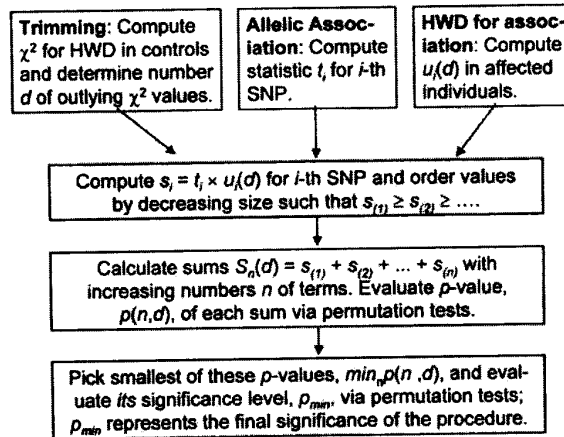 Trimming: Compute
χ² for HWD in controls
and determine number
d of outlying χ² values.
Allelic Assoc-
iation: Compute
statistic tᵢ for i-th
SNP.
HWD for assoc-
iation: Compute
uᵢ(d) in affected
individuals.
Compute sᵢ = tᵢ × uᵢ(d) for i-th SNP and order values
by decreasing size such that s₍₁₎ ≥ s₍₂₎ ≥ ....
Calculate sums Sₙ(d) = s₍₁₎ + s₍₂₎ + ... + s₍ₙ₎ with
increasing numbers n of terms. Evaluate p-value,
p(n,d), of each sum via permutation tests.
Pick smallest of these p-values, minₙp(n ,d), and eval-
uate its significance level, pₘᵢₙ, via permutation tests;
pₘᵢₙ represents the final significance of the procedure.